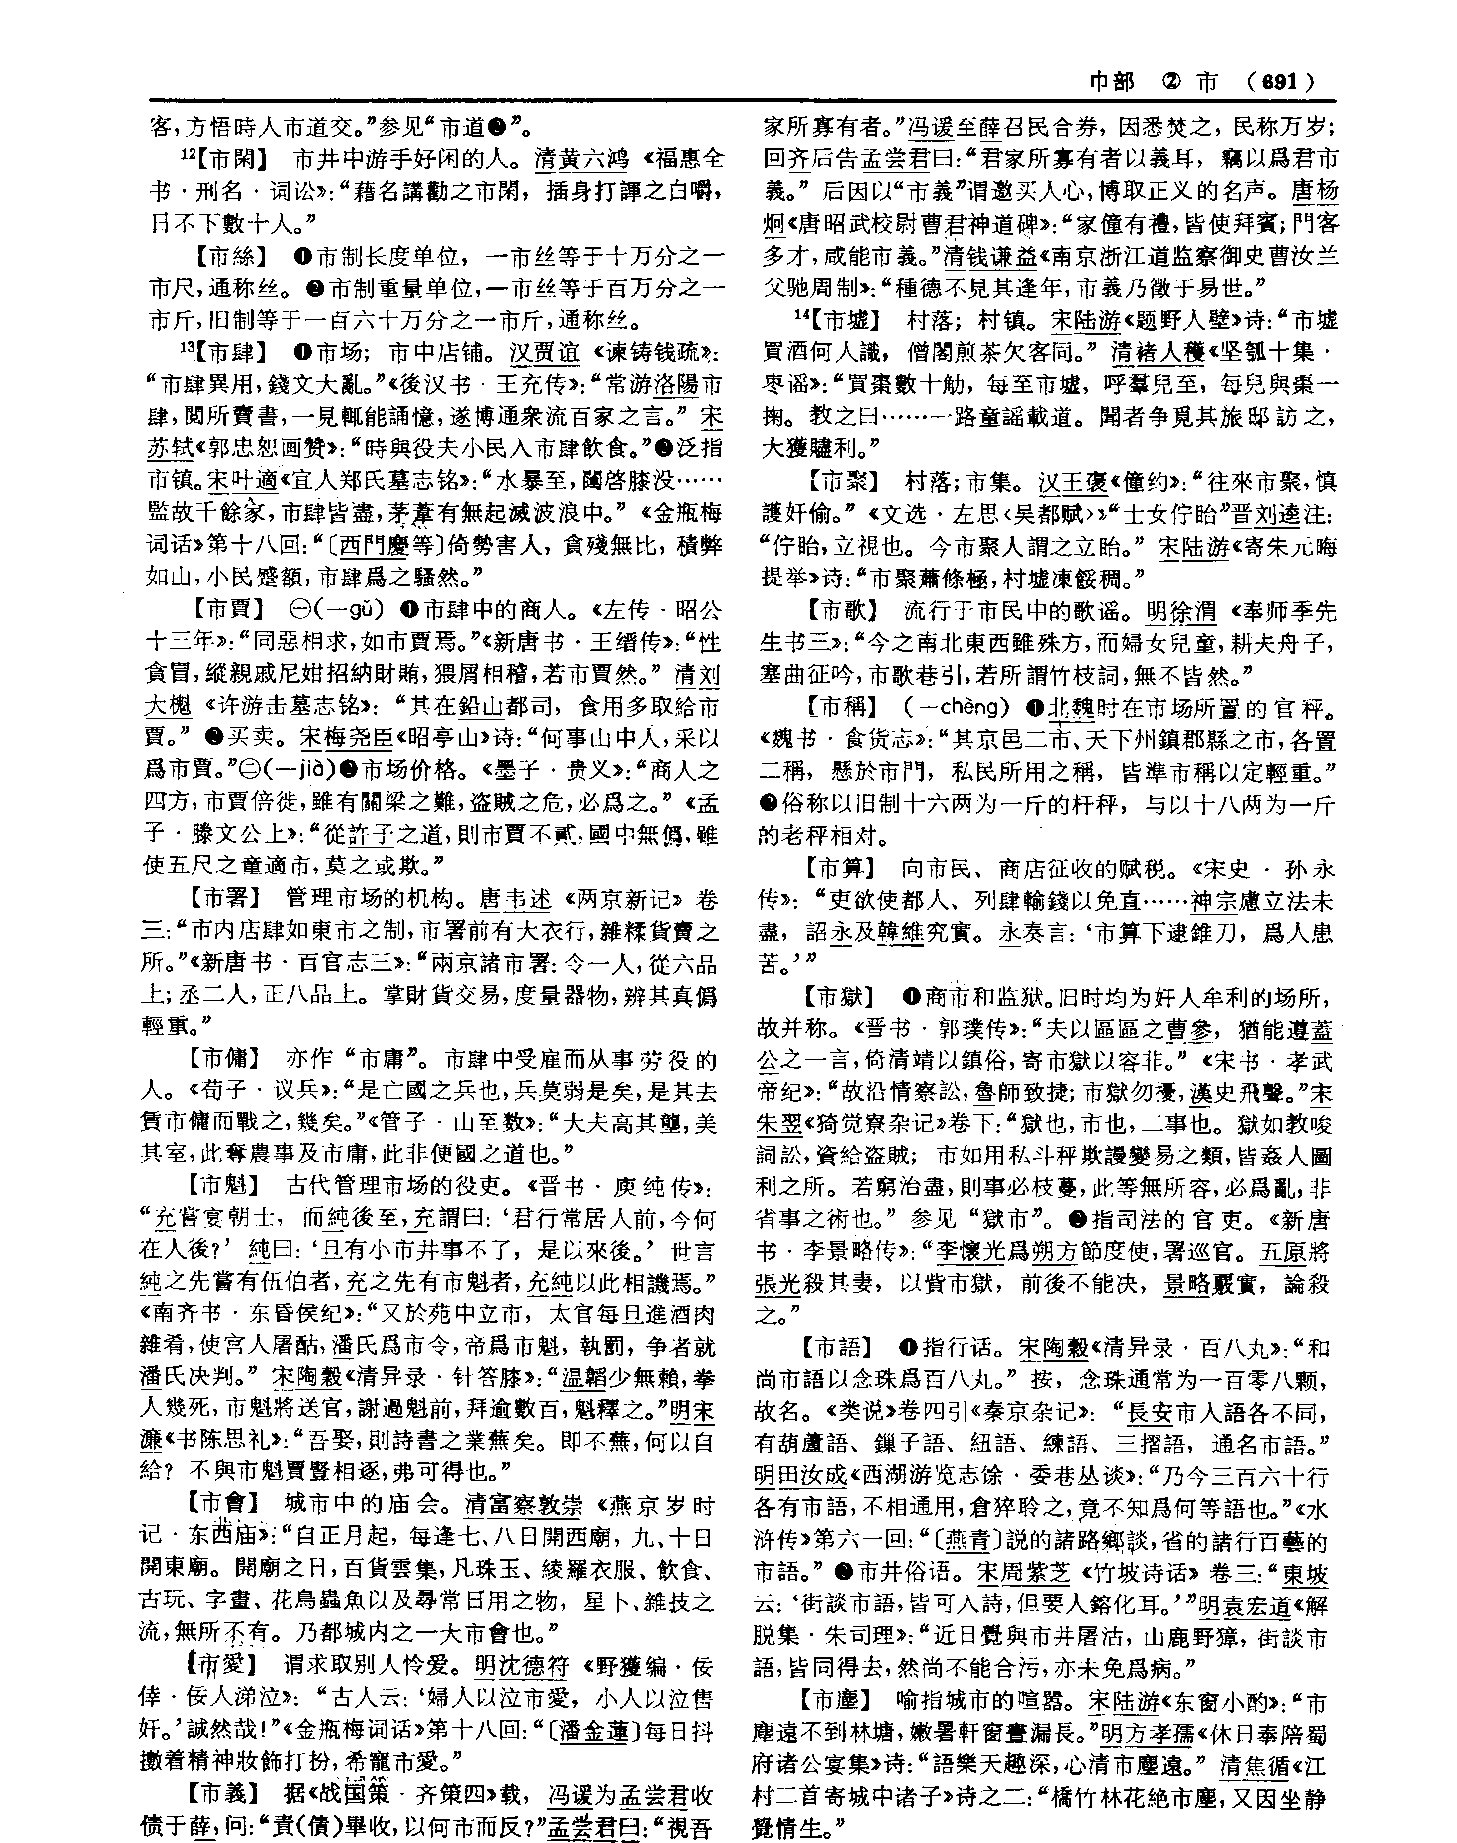 巾部 ② 市 (691)
客,方悟時人市道交。”参见“市道❷”。
12【市閑】 市井中游手好闲的人。清黄六鸿《福惠全
书·刑名·词讼》:“藉名講勸之市閑，插身打諢之白嚼，
日不下數十人。”
【市絲】 ❶市制长度单位，一市丝等于十万分之一
市尺,通称丝。❷市制重量单位,一市丝等于百万分之一
市斤,旧制等于一百六十万分之一市斤,通称丝。
13【市肆】 ❶市场；市中店铺。汉贾谊《谏铸钱疏》:
“市肆異用,錢文大亂。”《後汉书·王充传》:“常游洛陽市
肆,閱所賣書,一見輒能誦憶,遂博通衆流百家之言。”宋
苏轼《郭忠恕画赞》:“時與役夫小民入市肆飲食。”❷泛指
市镇。宋叶適《宜人郑氏墓志铭》:“水暴至,閽啓膝没……
監故千餘家,市肆皆盡,茅葦有無起滅波浪中。”《金瓶梅
词话》第十八回:“〔西門慶等〕倚勢害人，貪殘無比，積弊
如山,小民蹙額,市肆爲之騷然。”
【市賈】 ㊀(—gǔ) ❶市肆中的商人。《左传·昭公
十三年》:“同惡相求,如市賈焉。”《新唐书·王缙传》:“性
貪冒,縱親戚尼姏招納財賄,猥屑相稽,若市賈然。”清刘
大櫆《许游击墓志铭》:“其在鉛山都司，食用多取給市
賈。”❷买卖。宋梅尧臣《昭亭山》诗:“何事山中人,采以
爲市賈。”㊁(—jià)❷市场价格。《墨子·贵义》:“商人之
四方,市賈倍徙,雖有關梁之難,盗賊之危,必爲之。”《孟
子·滕文公上》:“從許子之道,則市賈不貳,國中無僞,雖
使五尺之童適市,莫之或欺。”
【市署】 管理市场的机构。唐韦述《两京新记》卷
三:“市内店肆如東市之制,市署前有大衣行,雜糅貨賣之
所。”《新唐书·百官志三》:“兩京諸市署:令一人,從六品
上;丞二人,正八品上。掌財貨交易,度量器物,辨其真僞
輕重。”
【市傭】 亦作“市庸”。市肆中受雇而从事劳役的
人。《荀子·议兵》:“是亡國之兵也,兵莫弱是矣,是其去
賃市傭而戰之,幾矣。”《管子·山至数》:“大夫高其壟,美
其室,此奪農事及市庸,此非便國之道也。”
【市魁】 古代管理市场的役吏。《晋书·庾纯传》:
“充嘗宴朝士，而純後至,充謂曰:‘君行常居人前,今何
在人後?’純曰:‘且有小市井事不了，是以來後。’世言
純之先嘗有伍伯者,充之先有市魁者,充純以此相譏焉。”
《南齐书·东昏侯纪》:“又於苑中立市，太官每旦進酒肉
雜肴,使宫人屠酤,潘氏爲市令,帝爲市魁，執罰，争者就
潘氏决判。”宋陶穀《清异录·针答膝》:“温韜少無賴,拳
人幾死,市魁將送官,謝過魁前,拜逾數百,魁釋之。”明宋
濂《书陈思礼》:“吾娶,則詩書之業蕪矣。即不蕪,何以自
給? 不與市魁賈豎相逐,弗可得也。”
【市會】 城市中的庙会。清富察敦崇《燕京岁时
记·东西庙》:“自正月起，每逢七、八日開西廟，九、十日
開東廟。開廟之日,百貨雲集,凡珠玉、綾羅衣服、飲食、
古玩、字畫、花鳥蟲魚以及尋常日用之物，星卜、雜技之
流,無所不有。乃都城内之一大市會也。”
【市愛】 谓求取别人怜爱。明沈德符《野獲编·佞
倖·佞人涕泣》:“古人云:‘婦人以泣市愛，小人以泣售
奸。’誠然哉!”《金瓶梅词话》第十八回:“〔潘金蓮〕每日抖
擻着精神妝飾打扮,希寵市愛。”
【市義】 据《战国策·齐策四》载，冯谖为孟尝君收
债于薛,问:“責(債)畢收,以何市而反?”孟尝君曰:“視吾
家所寡有者。”冯谖至薛召民合券，因悉焚之，民称万岁；
回齐后告孟尝君曰:“君家所寡有者以義耳，竊以爲君市
義。”后因以“市義”谓邀买人心,博取正义的名声。唐杨
炯《唐昭武校尉曹君神道碑》:“家僮有禮,皆使拜賓;門客
多才,咸能市義。”清钱谦益《南京浙江道监察御史曹汝兰
父驰周制》:“種德不見其逢年,市義乃徵于易世。”
14【市墟】 村落；村镇。宋陆游《题野人壁》诗:“市墟
買酒何人識，僧閣煎茶欠客同。”清褚人穫《坚瓠十集·
枣谣》:“買棗數十觔，每至市墟，呼羣兒至，每兒與棗一
掬。教之曰……一路童謡載道。聞者争覓其旅邸訪之，
大獲贏利。”
【市聚】 村落;市集。汉王褒《僮约》:“往來市聚,慎
護奸偷。”《文选·左思〈吴都赋〉》“士女佇眙”晋刘逵注:
“佇眙,立視也。今市聚人謂之立眙。”宋陆游《寄朱元晦
提举》诗:“市聚蕭條極,村墟凍餒稠。”
【市歌】 流行于市民中的歌谣。明徐渭《奉师季先
生书三》:“今之南北東西雖殊方,而婦女兒童,耕夫舟子,
塞曲征吟,市歌巷引,若所謂竹枝詞,無不皆然。”
【市稱】 (—chèng) ❶北魏时在市场所置的官秤。
《魏书·食货志》:“其京邑二市、天下州鎮郡縣之市,各置
二稱，懸於市門，私民所用之稱，皆準市稱以定輕重。”
❷俗称以旧制十六两为一斤的杆秤，与以十八两为一斤
的老秤相对。
【市算】 向市民、商店征收的赋税。《宋史·孙永
传》:“吏欲使都人、列肆輸錢以免直……神宗慮立法未
盡，詔永及韓維究實。永奏言:‘市算下逮錐刀，爲人患
苦。’”
【市獄】 ❶商市和监狱。旧时均为奸人牟利的场所，
故并称。《晋书·郭璞传》:“夫以區區之曹參，猶能遵蓋
公之一言,倚清靖以鎮俗,寄市獄以容非。”《宋书·孝武
帝纪》:“故沿情察訟,魯師致捷;市獄勿擾,漢史飛聲。”宋
朱翌《猗觉寮杂记》卷下:“獄也,市也,二事也。獄如教唆
詞訟,資給盗賊；市如用私斗秤欺謾變易之類,皆姦人圖
利之所。若窮治盡,則事必枝蔓,此等無所容,必爲亂,非
省事之術也。”参见“獄市”。❷指司法的官吏。《新唐
书·李景略传》:“李懷光爲朔方節度使,署巡官。五原將
張光殺其妻，以貲市獄，前後不能决，景略覈實，論殺
之。”
【市語】 ❶指行话。宋陶穀《清异录·百八丸》:“和
尚市語以念珠爲百八丸。”按，念珠通常为一百零八颗，
故名。《类说》卷四引《秦京杂记》:“長安市人語各不同，
有葫蘆語、鏁子語、紐語、練語、三摺語，通名市語。”
明田汝成《西湖游览志馀·委巷丛谈》:“乃今三百六十行
各有市語,不相通用,倉猝聆之,竟不知爲何等語也。”《水
浒传》第六一回:“〔燕青〕説的諸路鄉談,省的諸行百藝的
市語。”❷市井俗语。宋周紫芝《竹坡诗话》卷三:“東坡
云:‘街談市語,皆可入詩,但要人鎔化耳。’”明袁宏道《解
脱集·朱司理》:“近日覺與市井屠沽，山鹿野獐，街談市
語,皆同得去,然尚不能合污,亦未免爲病。”
【市塵】 喻指城市的喧嚣。宋陆游《东窗小酌》:“市
塵遠不到林塘,嫩暑軒窗晝漏長。”明方孝孺《休日奉陪蜀
府诸公宴集》诗:“語樂天趣深,心清市塵遠。”清焦循《江
村二首寄城中诸子》诗之二:“橋竹林花絶市塵,又因坐静
覺情生。”